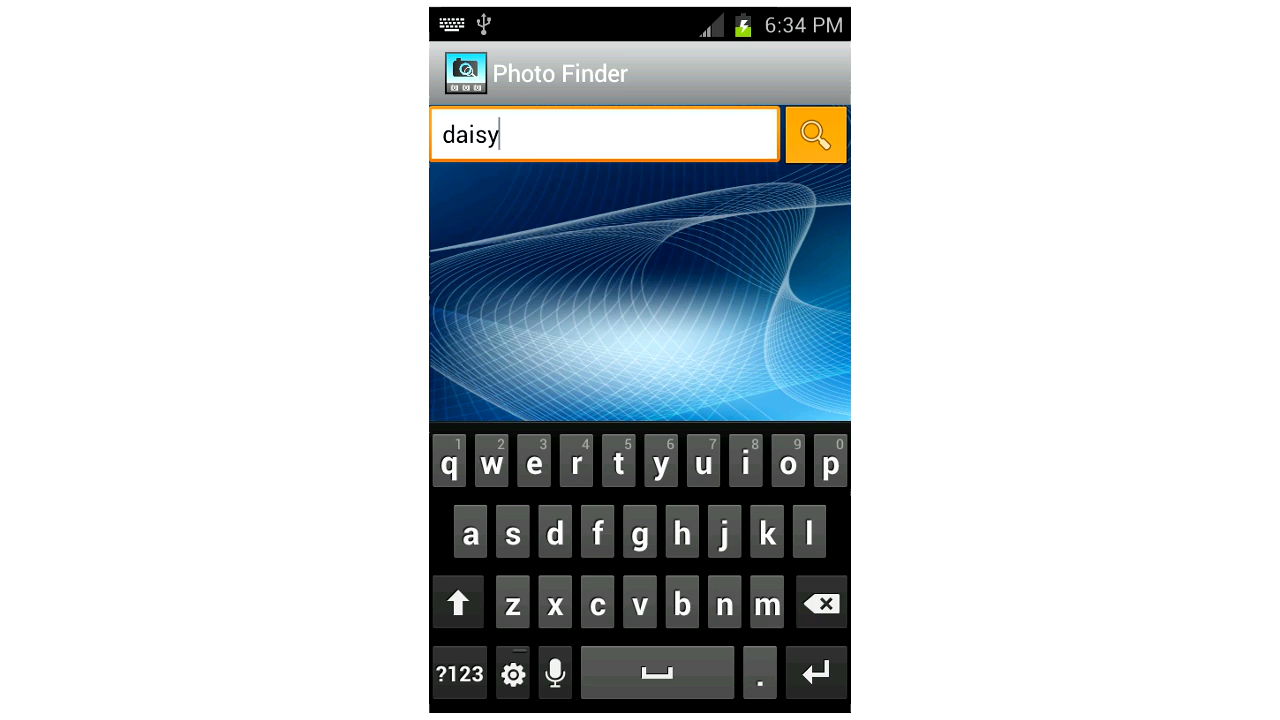 6:34 PM
Photo Finder
daisy
1 2 3 4 5 6 7 8 9 0
q w e r t y u i o p
a s d f g h j k l
z x c v b n m
?123 .